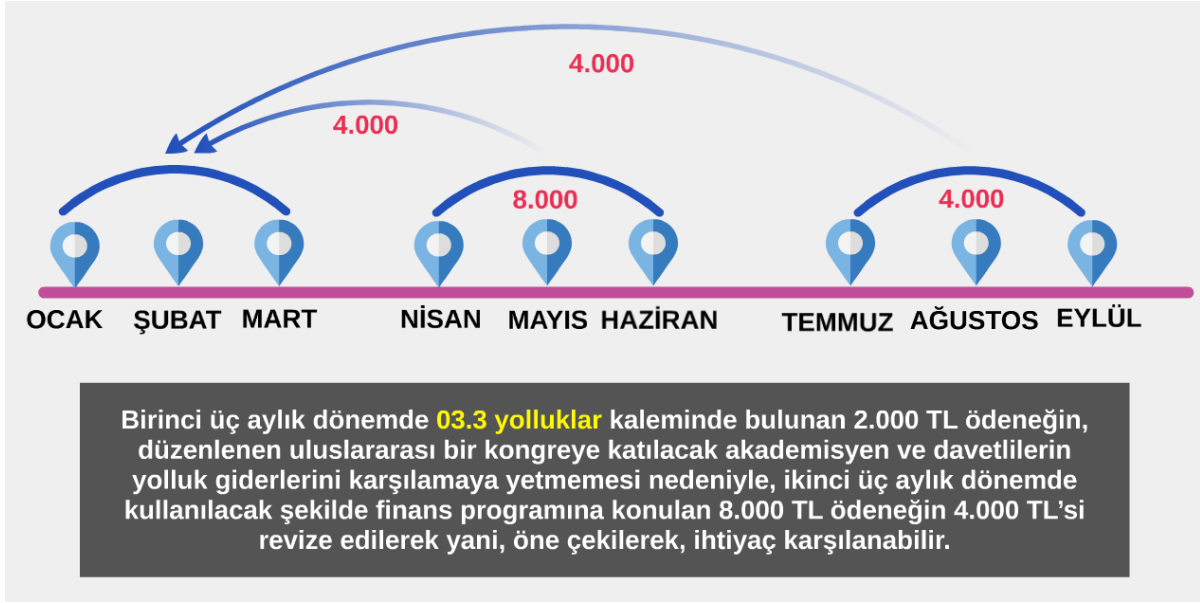 4.000
4.000
8.000
4.000
OCAK ŞUBAT MART NİSAN MAYIS HAZİRAN TEMMUZ AĞUSTOS EYLÜL
Birinci üç aylık dönemde 03.3 yolluklar kaleminde bulunan 2.000 TL ödeneğin,
düzenlenen uluslararası bir kongreye katılacak akademisyen ve davetlilerin
yolluk giderlerini karşılamaya yetmemesi nedeniyle, ikinci üç aylık dönemde
kullanılacak şekilde finans programına konulan 8.000 TL ödeneğin 4.000 TL’si
revize edilerek yani, öne çekilerek, ihtiyaç karşılanabilir.